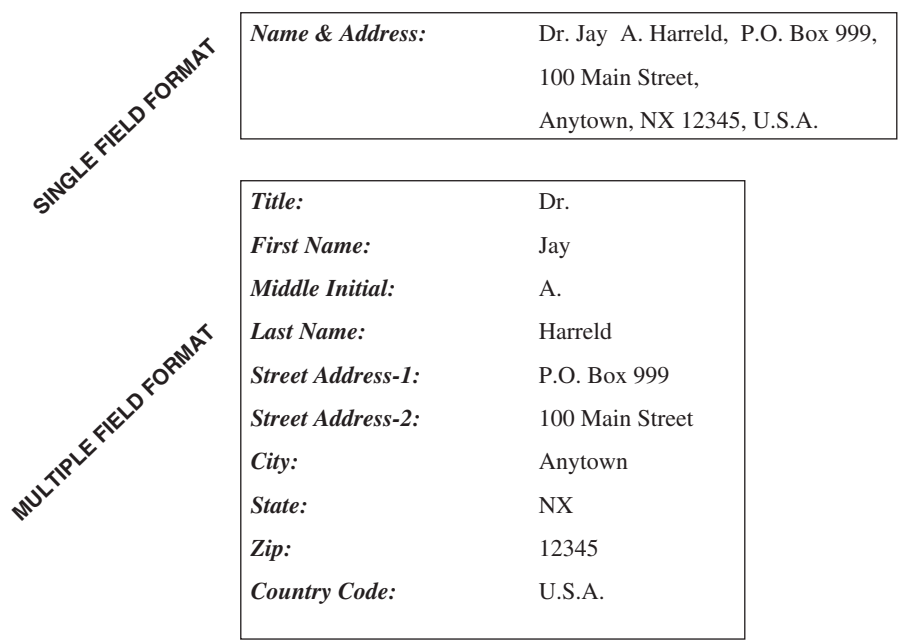 SINGLE FIELD FORMAT
Name & Address: Dr. Jay A. Harreld, P.O. Box 999,
100 Main Street,
Anytown, NX 12345, U.S.A.
MULTIPLE FIELD FORMAT
Title: Dr.
First Name: Jay
Middle Initial: A.
Last Name: Harreld
Street Address-1: P.O. Box 999
Street Address-2: 100 Main Street
City: Anytown
State: NX
Zip: 12345
Country Code: U.S.A.